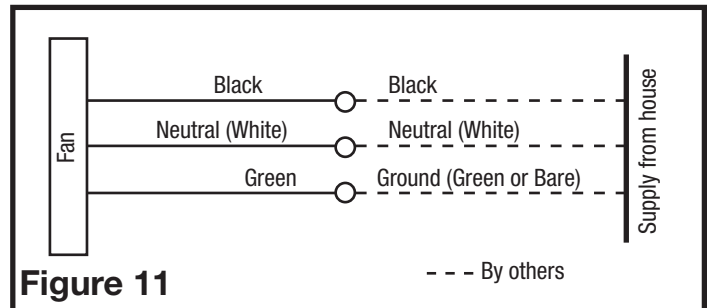 Fan
Black
Black
Neutral (White)
Neutral (White)
Green
Ground (Green or Bare)
Supply from house
- - - By others
Figure 11